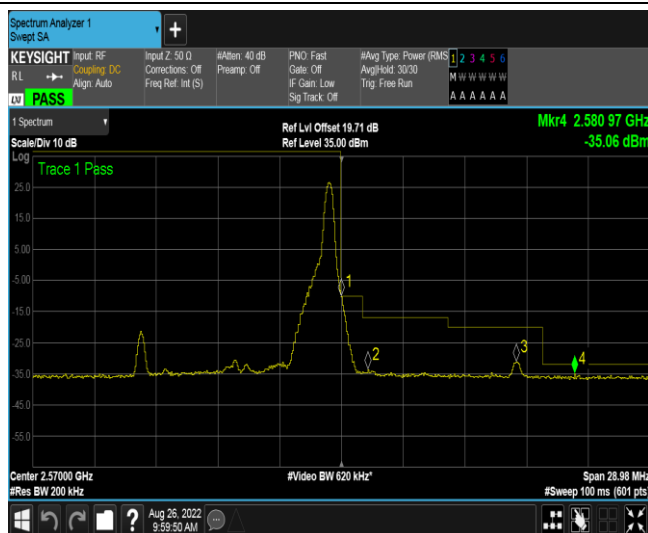 Spectrum Analyzer 1
Swept SA
+
KEYSIGHT
RL
LXI PASS
Input: RF
Coupling: DC
Align: Auto
Input Z: 50 Ω
Corrections: Off
Freq Ref: Int (S)
#Atten: 40 dB
Preamp: Off
PNO: Fast
Gate: Off
IF Gain: Low
Sig Track: Off
#Avg Type: Power (RMS
Avg|Hold: 30/30
Trig: Free Run
1 2 3 4 5 6
M W W W W W
A A A A A A
1 Spectrum
Scale/Div 10 dB
Ref Lvl Offset 19.71 dB
Ref Level 35.00 dBm
Mkr4 2.580 97 GHz
-35.06 dBm
Log
Trace 1 Pass
25.0
15.0
5.00
-5.00
-15.0
-25.0
-35.0
-45.0
-55.0
1
2
3
4
Center 2.57000 GHz
#Res BW 200 kHz
#Video BW 620 kHz*
Span 28.98 MHz
#Sweep 100 ms (601 pts)
?
Aug 26, 2022
9:59:50 AM